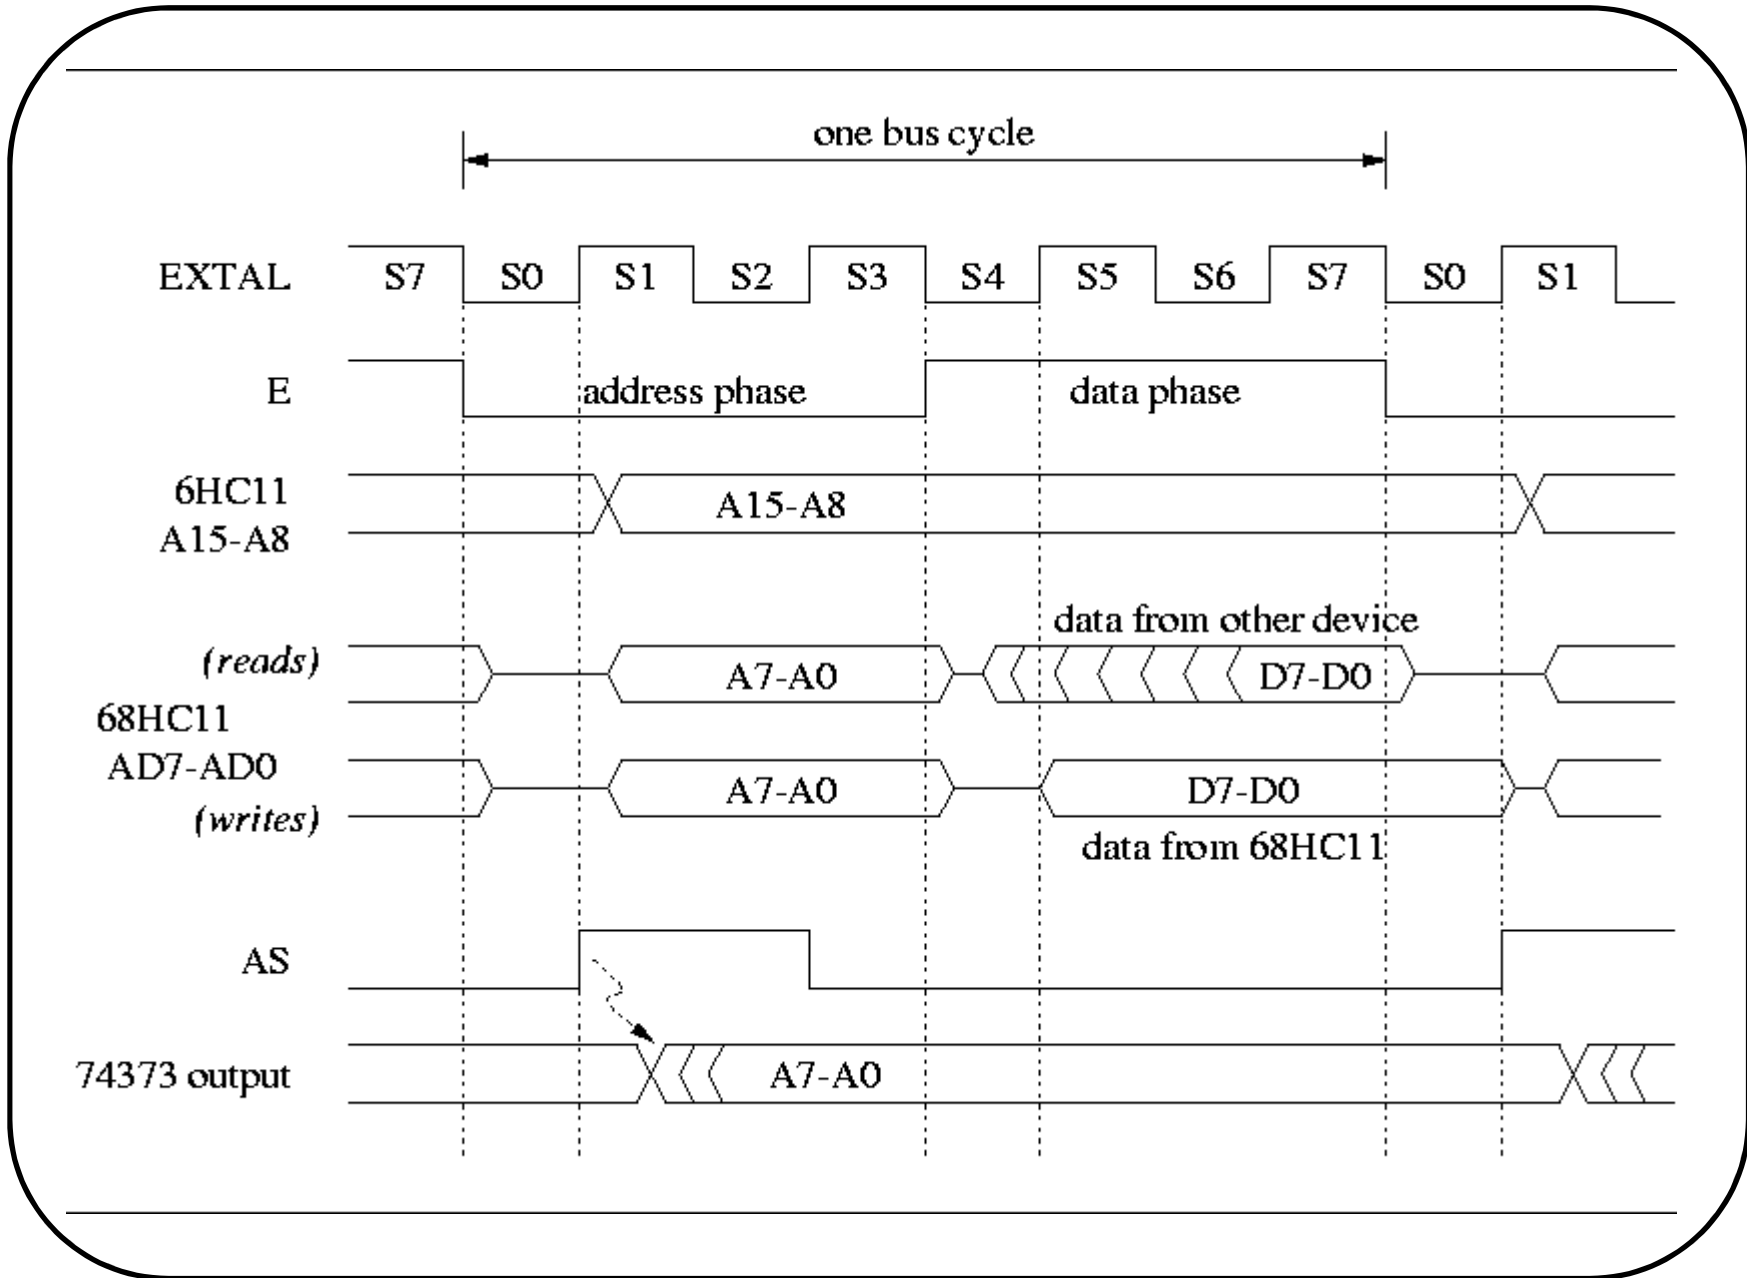 one bus cycle
EXTAL S7 S0 S1 S2 S3 S4 S5 S6 S7 S0 S1
E address phase data phase
6HC11
A15-A8
A15-A8
data from other device
(reads) A7-A0 D7-D0
68HC11
AD7-AD0
A7-A0 D7-D0
(writes)
data from 68HC11
AS
74373 output A7-A0